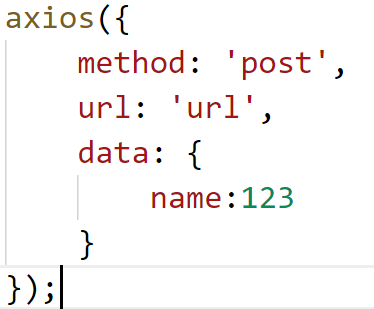 axios({
    method: 'post',
    url: 'url',
    data: {
        name:123
    }
});